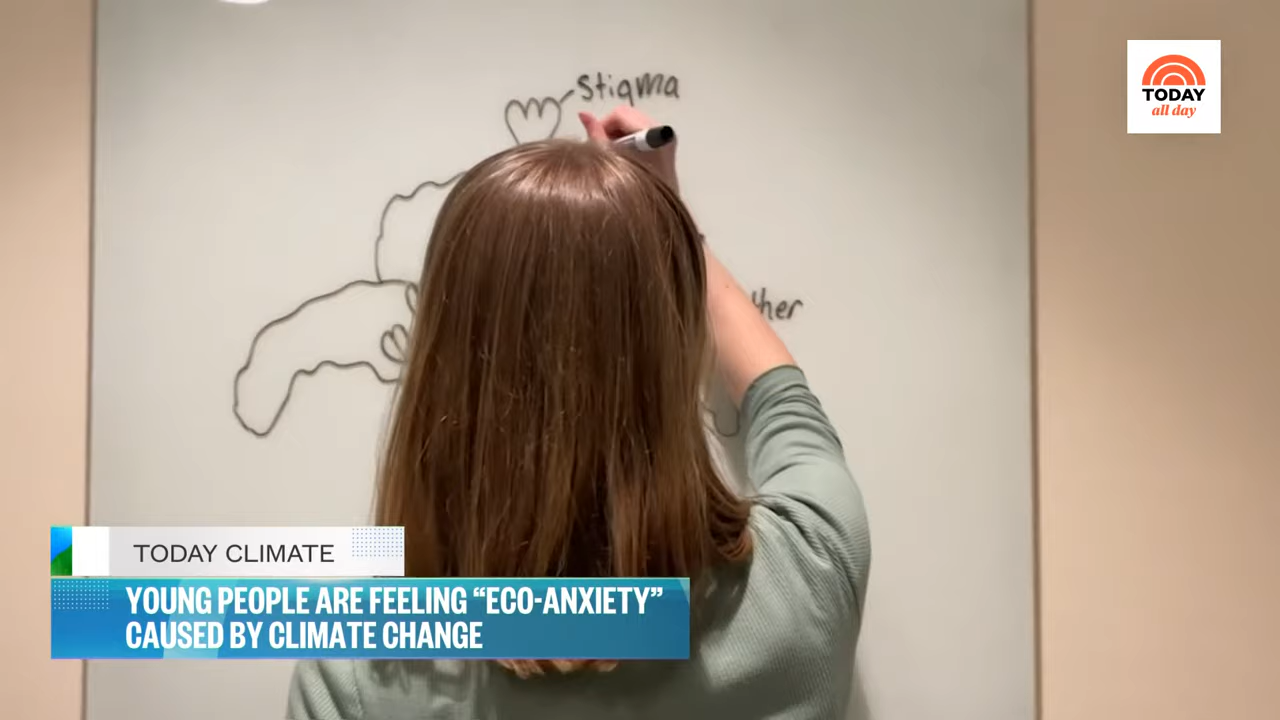 stigma
TODAY
all day
ther
TODAY CLIMATE
YOUNG PEOPLE ARE FEELING “ECO-ANXIETY”
CAUSED BY CLIMATE CHANGE